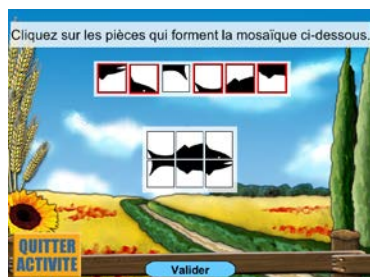 Cliquez sur les pièces qui forment la mosaïque ci-dessous.
QUITTER
ACTIVITE
Valider